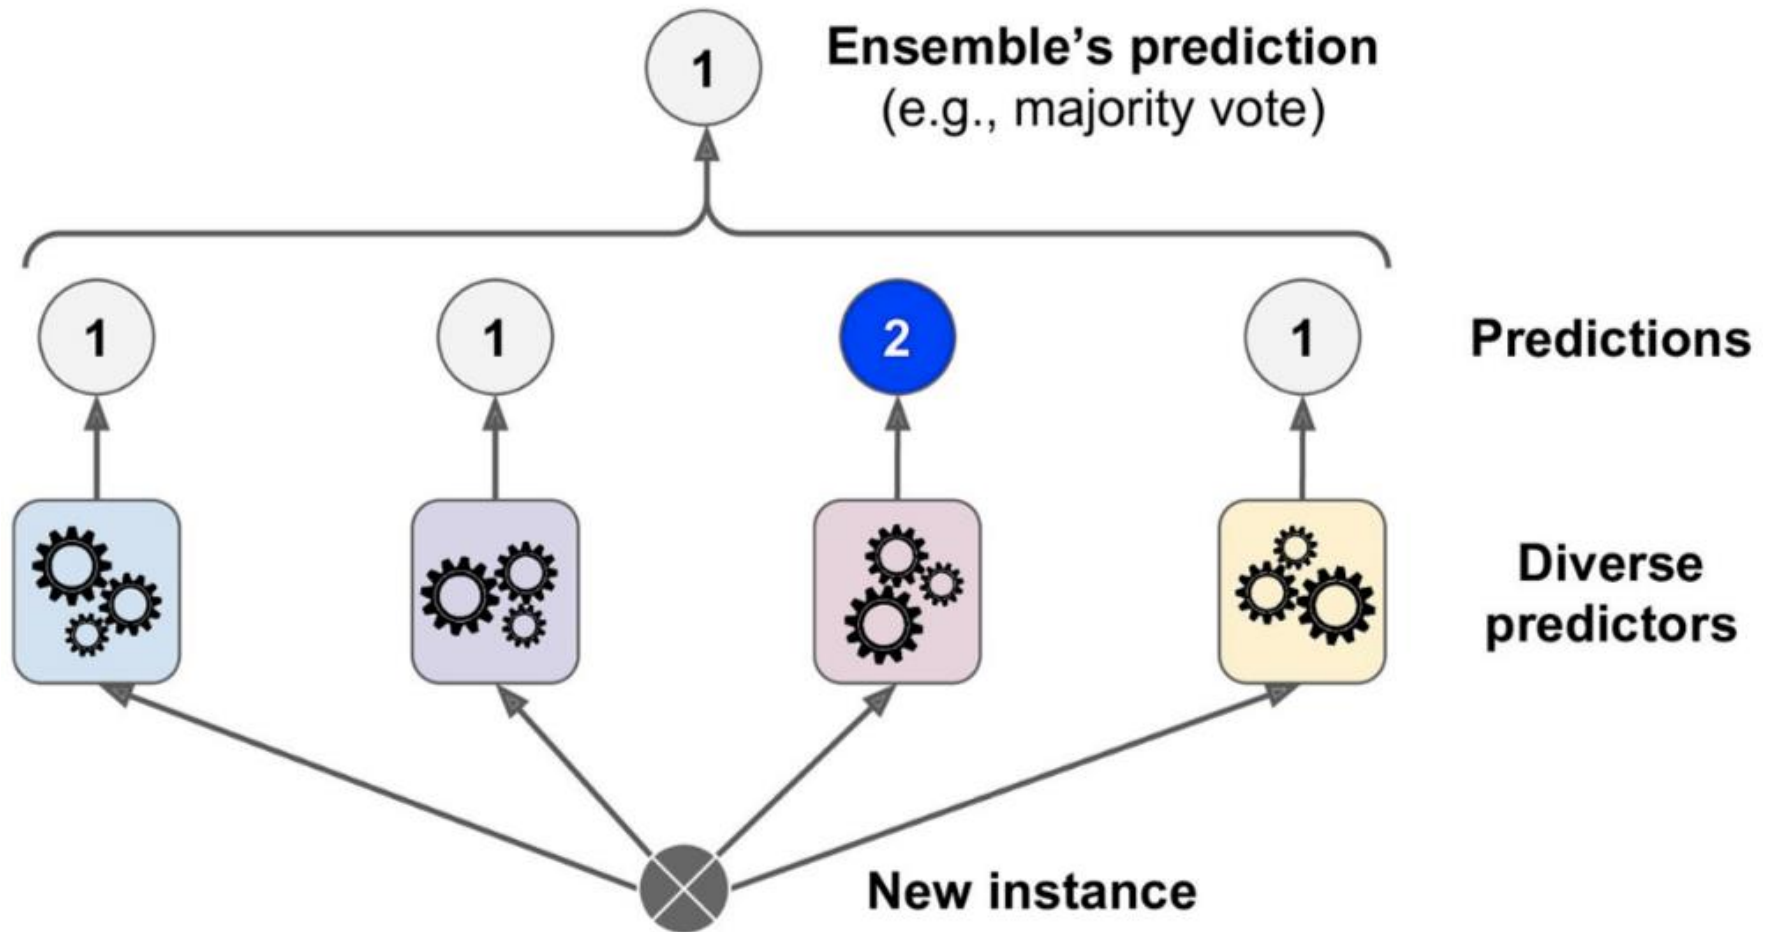 1
Ensemble’s prediction
(e.g., majority vote)
1
1
2
1
Predictions
Diverse
predictors
New instance